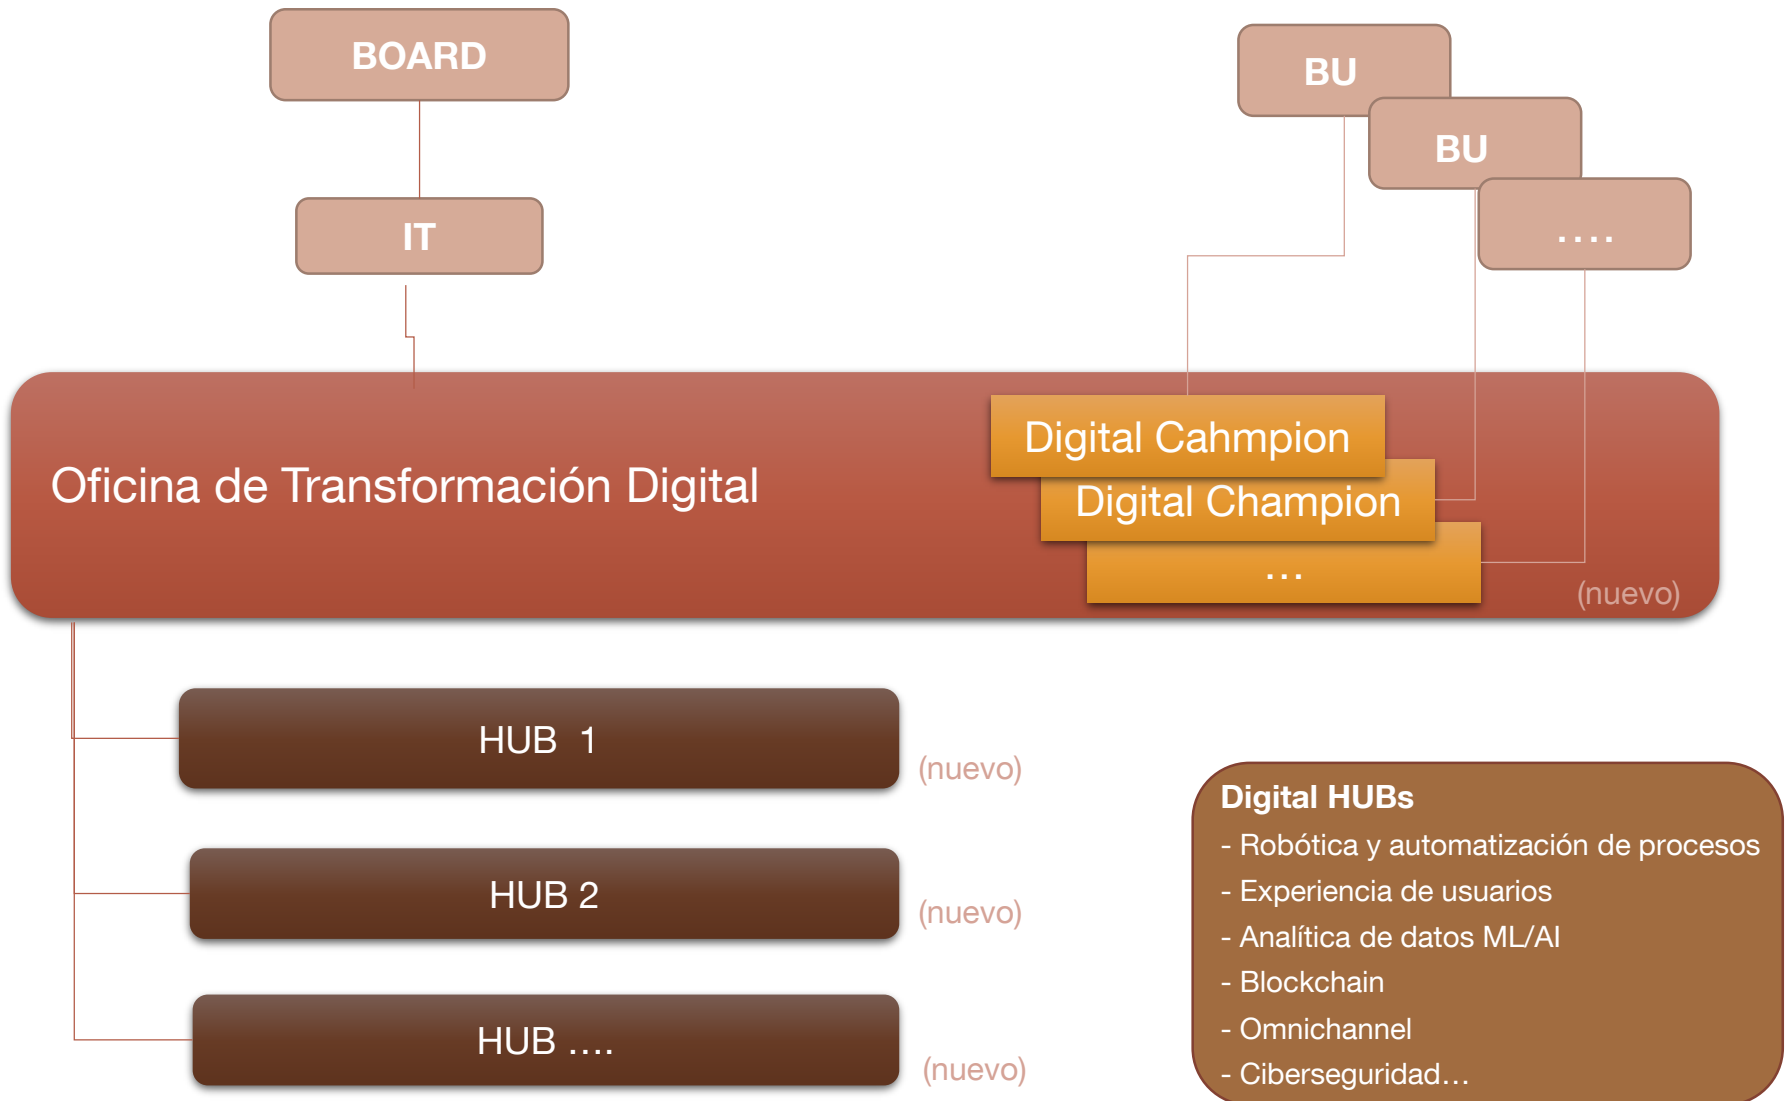 BOARD
BU
BU
IT
....
Digital Cahmpion
Oficina de Transformación Digital
Digital Champion
...
(nuevo)
HUB 1
(nuevo)
HUB 2
(nuevo)
HUB ....
(nuevo)
Digital HUBs
- Robótica y automatización de procesos
- Experiencia de usuarios
- Analítica de datos ML/AI
- Blockchain
- Omnichannel
- Ciberseguridad...